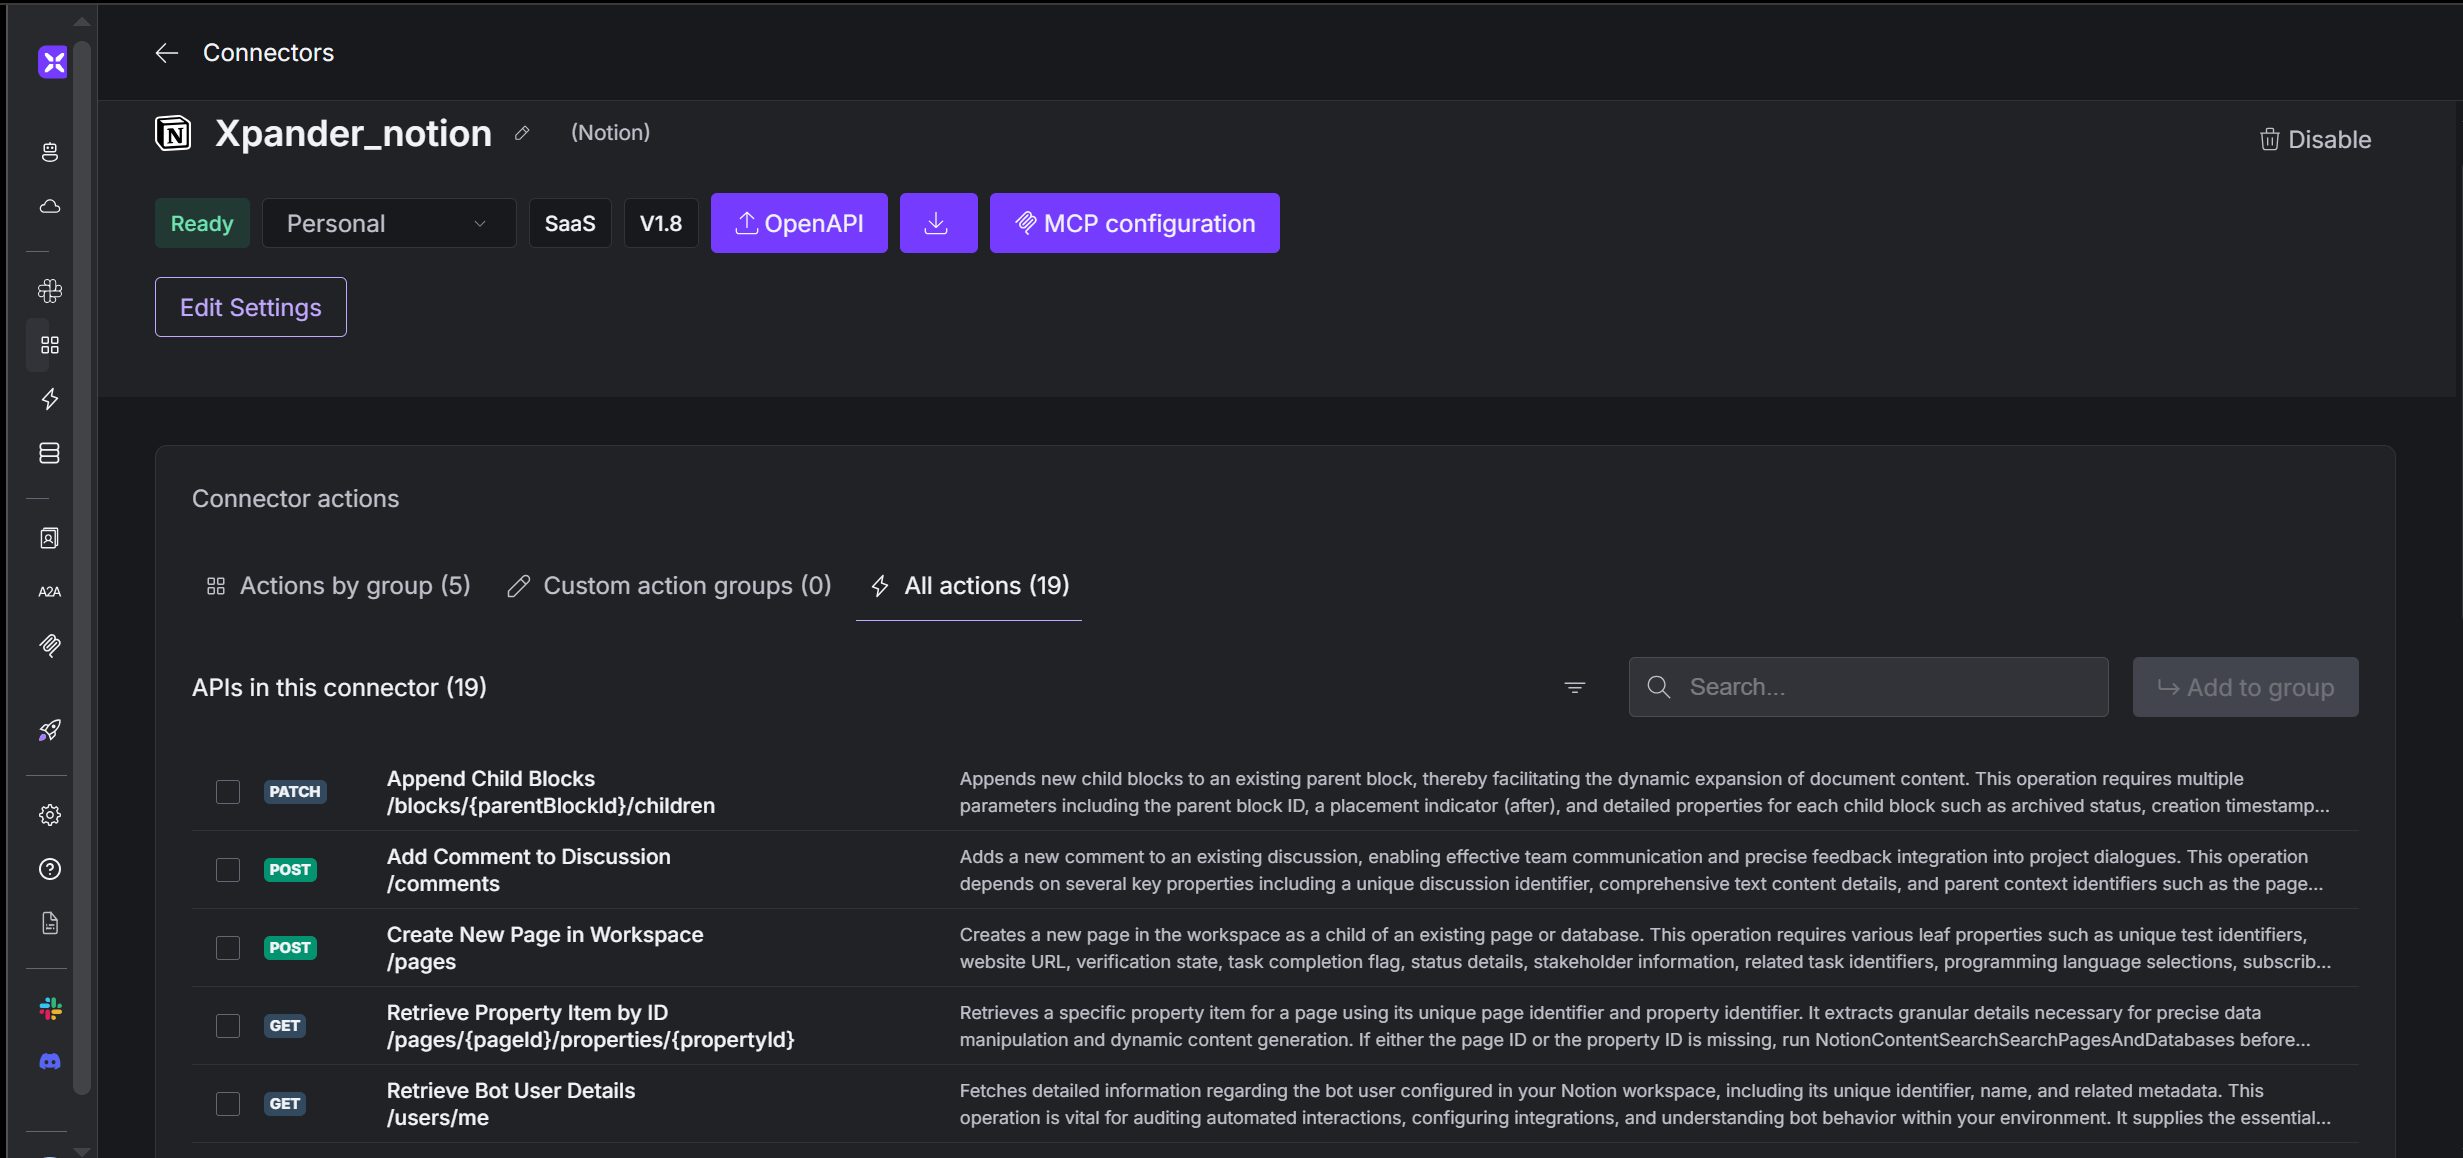 Connectors
Xpander_notion
(Notion)
Disable
Ready
Personal
SaaS
V1.8
OpenAPI
MCP configuration
Edit Settings
A2A
Connector actions
Actions by group (5)
Custom action groups (0)
All actions (19)
APIs in this connector (19)
Search...
Add to group
PATCH
Append Child Blocks
/blocks/{parentBlockId}/children
Appends new child blocks to an existing parent block, thereby facilitating the dynamic expansion of document content. This operation requires multiple
parameters including the parent block ID, a placement indicator (after), and detailed properties for each child block such as archived status, creation timestamp...
POST
Add Comment to Discussion
/comments
Adds a new comment to an existing discussion, enabling effective team communication and precise feedback integration into project dialogues. This operation
depends on several key properties including a unique discussion identifier, comprehensive text content details, and parent context identifiers such as the page...
POST
Create New Page in Workspace
/pages
Creates a new page in the workspace as a child of an existing page or database. This operation requires various leaf properties such as unique test identifiers,
website URL, verification state, task completion flag, status details, stakeholder information, related task identifiers, programming language selections, subscrib...
GET
Retrieve Property Item by ID
/pages/{pageId}/properties/{propertyId}
Retrieves a specific property item for a page using its unique page identifier and property identifier. It extracts granular details necessary for precise data
manipulation and dynamic content generation. If either the page ID or the property ID is missing, run NotionContentSearchSearchPagesAndDatabases before...
GET
Retrieve Bot User Details
/users/me
Fetches detailed information regarding the bot user configured in your Notion workspace, including its unique identifier, name, and related metadata. This
operation is vital for auditing automated interactions, configuring integrations, and understanding bot behavior within your environment. It supplies the essential...